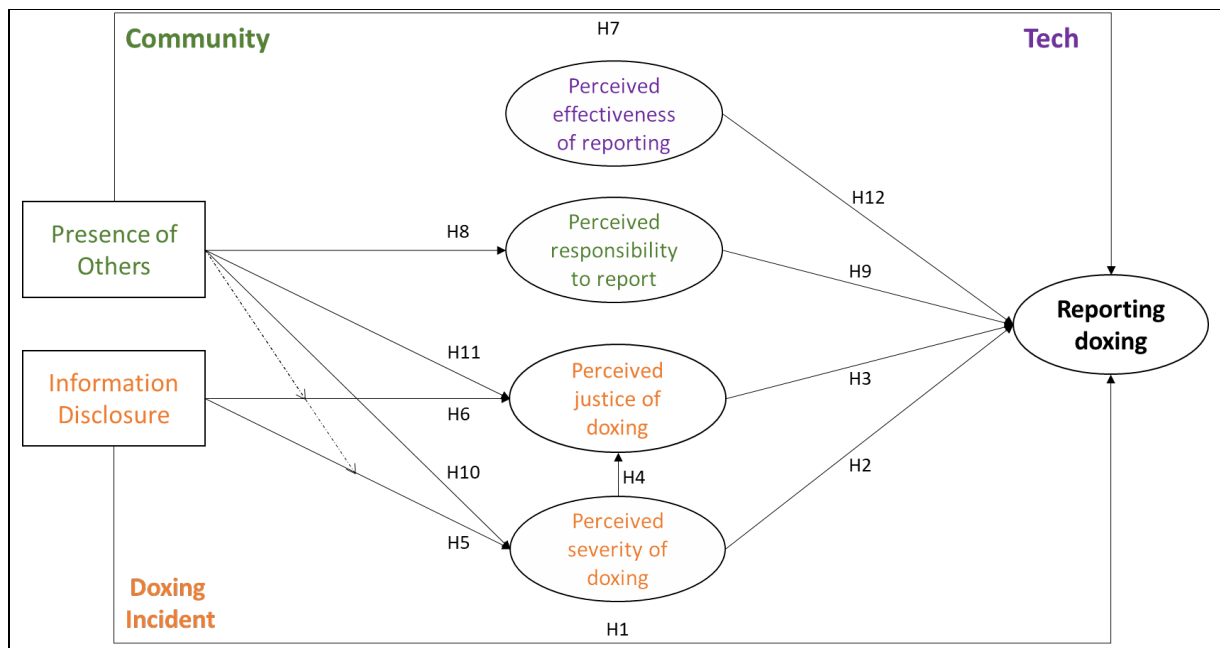 H7
Community
Tech
Perceived
effectiveness
of reporting
H12
Presence of
Others
H8
Perceived
responsibility
to report
H9
Reporting
doxing
H11
Information
Disclosure
H6
Perceived
justice of
doxing
H3
H10
H4
H2
H5
Perceived
severity of
doxing
Doxing
Incident
H1